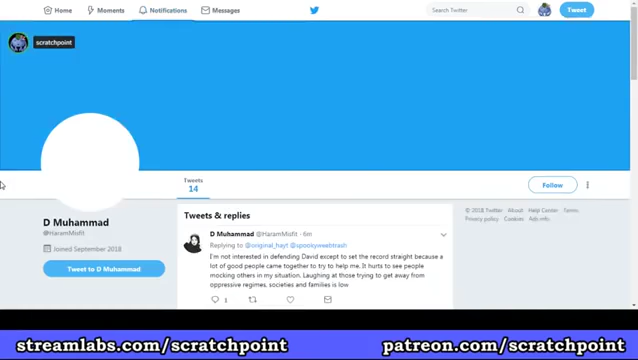 Home Moments Notifications Messages Search Twitter Tweet
scratchpoint
Tweets
14
Follow
D Muhammad
@HaramMisfit
Joined September 2018
Tweet to D Muhammad
Tweets & replies
D Muhammad @HaramMisfit · 6m
Replying to @original_hayt @spookyweebtrash
I'm not interested in defending David except to set the record straight because a
lot of good people came together to try to help me. It hurts to see people
mocking others in my situation. Laughing at those trying to get away from
oppressive regimes, societies and families is low
1
© 2018 Twitter About Help Center Terms
Privacy policy Cookies Ads info
streamlabs.com/scratchpoint
patreon.com/scratchpoint